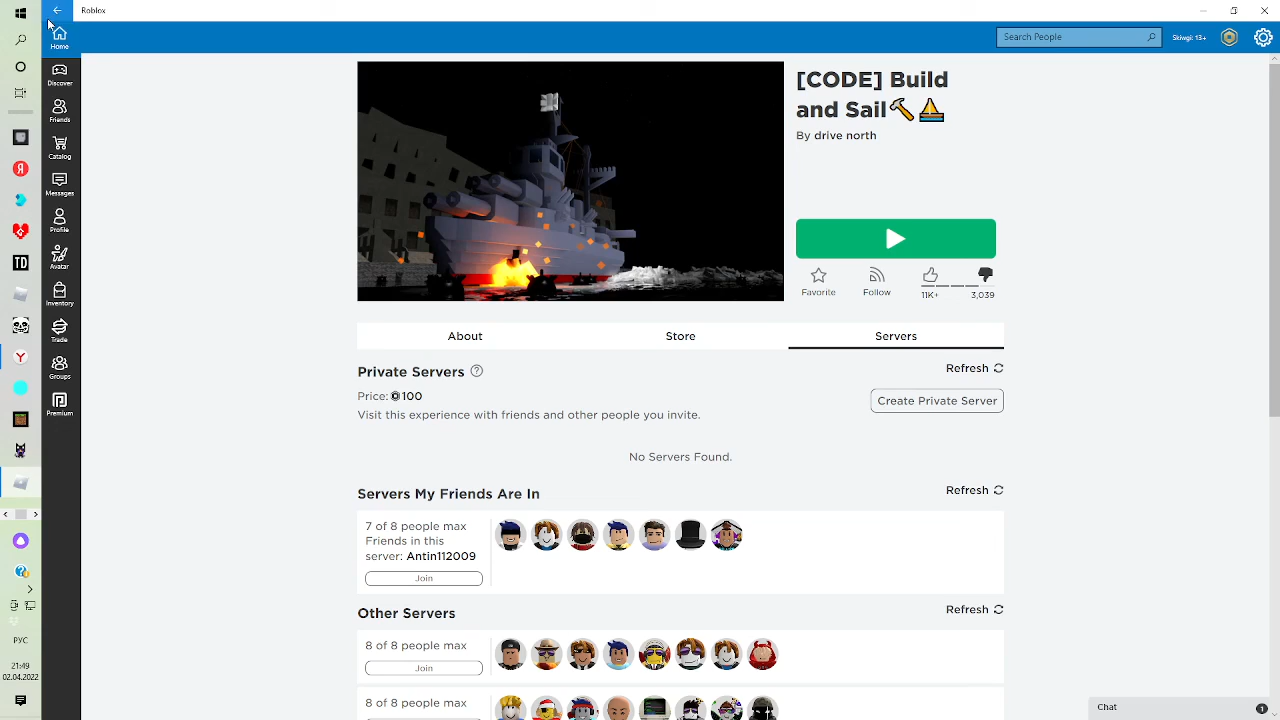 Roblox
Home
Search People
Skiwgi: 13+
Discover
Friends
Catalog
Messages
Profile
Avatar
Inventory
Trade
Groups
Premium
TD
РУС
21:49
02.04.2022
[CODE] Build
and Sail🔨⛵
By drive north
Favorite
Follow
11K+
3,039
About
Store
Servers
Private Servers
Refresh
Price: 100
Create Private Server
Visit this experience with friends and other people you invite.
No Servers Found.
Servers My Friends Are In
Refresh
7 of 8 people max
Friends in this
server: Antin112009
Join
Other Servers
Refresh
8 of 8 people max
Join
8 of 8 people max
Chat
1